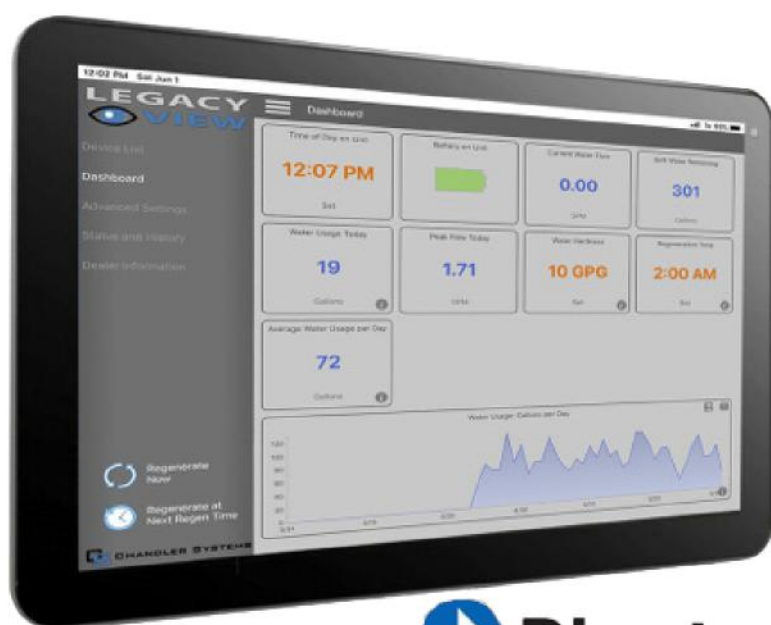 12:02 PM Sat Jun 1
LEGACY
VIEW
Dashboard
Device List
Dashboard
Advanced Settings
Status and History
Dealer Information
Time of Day on Unit
12:07 PM
Set
Battery on Unit
Current Water Flow
0.00
GPM
Soft Water Remaining
301
Gallons
Water Usage Today
19
Gallons
Peak Flow Today
1.71
GPM
Water Hardness
10 GPG
Set
Regeneration Time
2:00 AM
Set
Average Water Usage per Day
72
Gallons
Water Usage: Gallons per Day
Regenerate
Now
Regenerate at
Next Regen Time
CHANDLER SYSTEMS